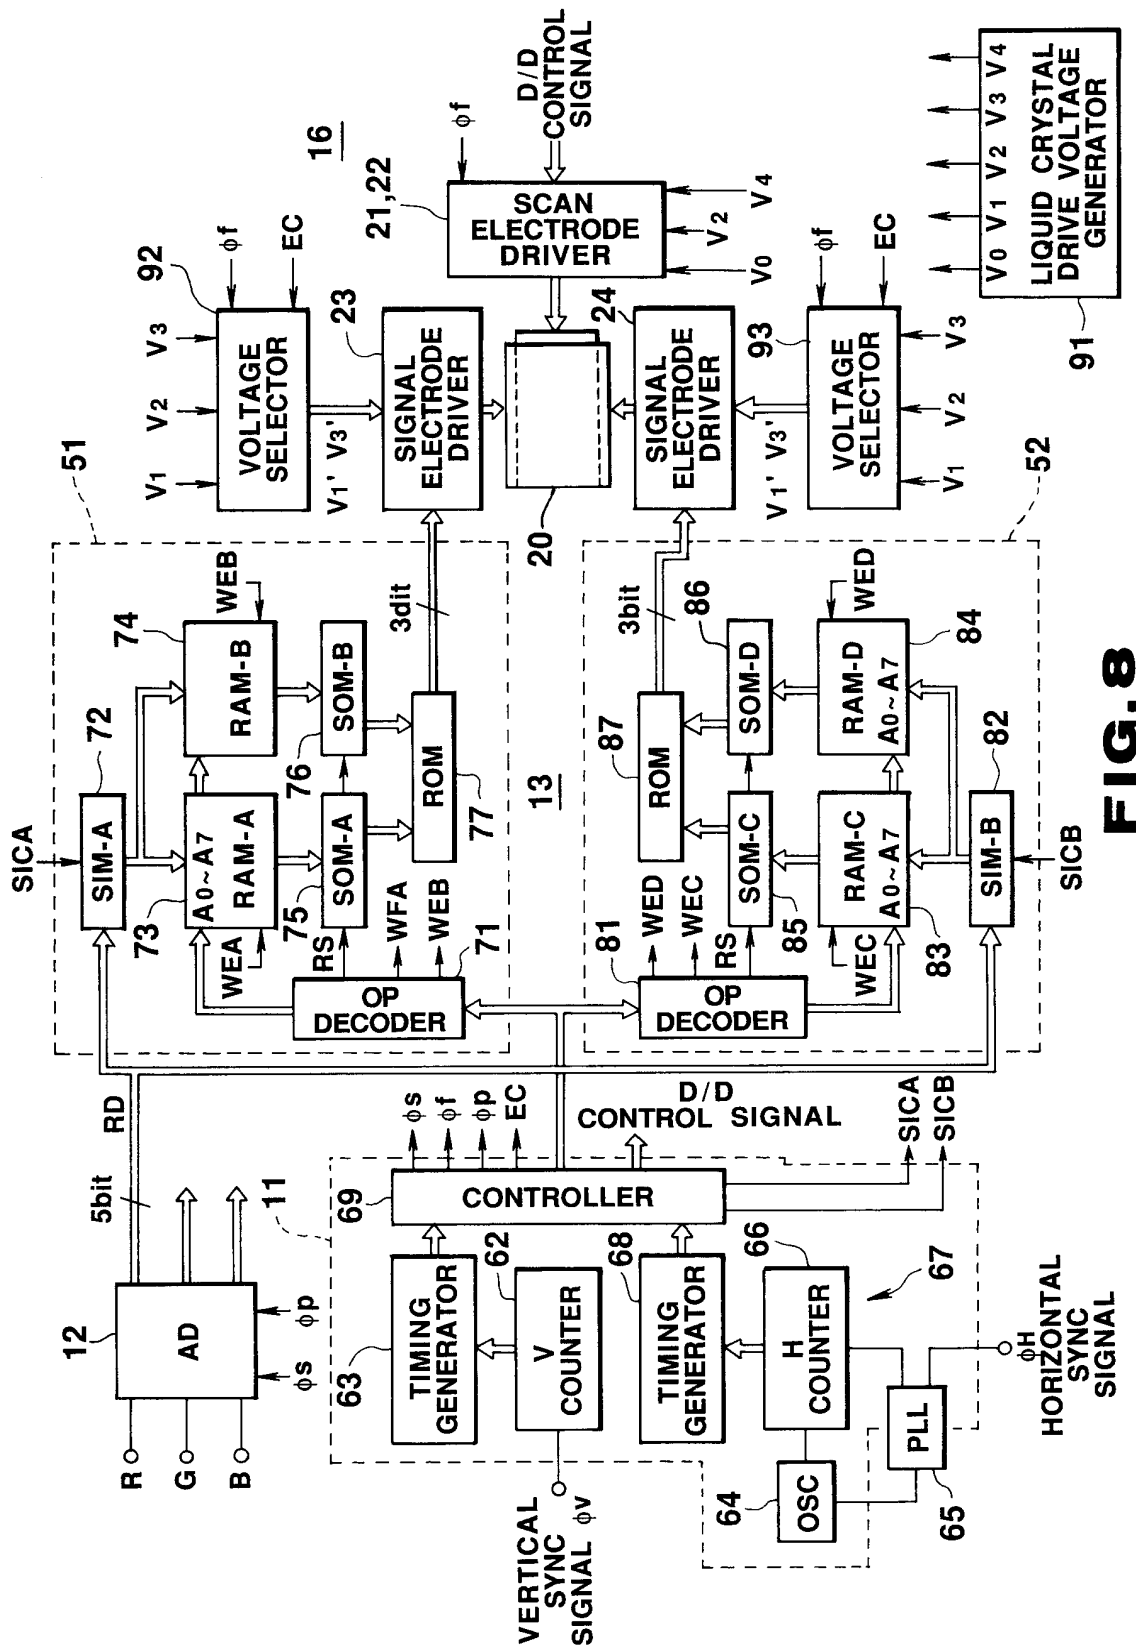 R
G
B
12
AD
φs
φp
5bit
RD
SICA
SIM-A
72
51
73
A0~A7
RAM-A
WEA
74
RAM-B
WEB
75
SOM-A
RS
76
SOM-B
WFA
WEB
71
OP
DECODER
ROM
77
3dit
V1
V2
V3
92
VOLTAGE
SELECTOR
φf
EC
V1' V3'
23
SIGNAL
ELECTRODE
DRIVER
16
21,22
SCAN
ELECTRODE
DRIVER
φf
D/D
CONTROL
SIGNAL
V0
V2
V4
20
24
SIGNAL
ELECTRODE
DRIVER
V1' V3'
93
VOLTAGE
SELECTOR
φf
EC
V1
V2
V3
V0
V1
V2
V3
V4
LIQUID CRYSTAL
DRIVE VOLTAGE
GENERATOR
91
13
81
OP
DECODER
WED
WEC
RS
87
ROM
3bit
86
SOM-D
SOM-C
85
WEC
RAM-C
A0~A7
83
WED
RAM-D
A0~A7
84
SIM-B
82
SICB
52
11
φs
φf
φp
EC
D/D
CONTROL SIGNAL
SICA
SICB
69
CONTROLLER
63
TIMING
GENERATOR
62
V
COUNTER
68
TIMING
GENERATOR
66
H
COUNTER
67
64
OSC
PLL
65
VERTICAL
SYNC
SIGNAL φv
φH
HORIZONTAL
SYNC
SIGNAL
FIG.8